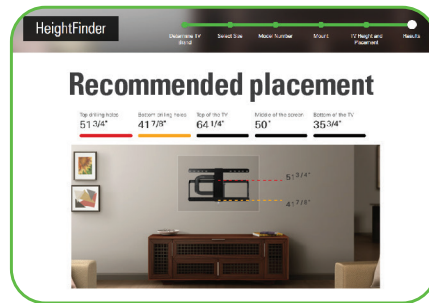 HeightFinder
Determine TV Brand
Select Size
Model Number
Mount
TV Height and Placement
Results
Recommended placement
Top drilling holes
51 3/4"
Bottom drilling holes
41 7/8"
Top of the TV
64 1/4"
Middle of the screen
50"
Bottom of the TV
35 3/4"
51 3/4"
41 7/8"